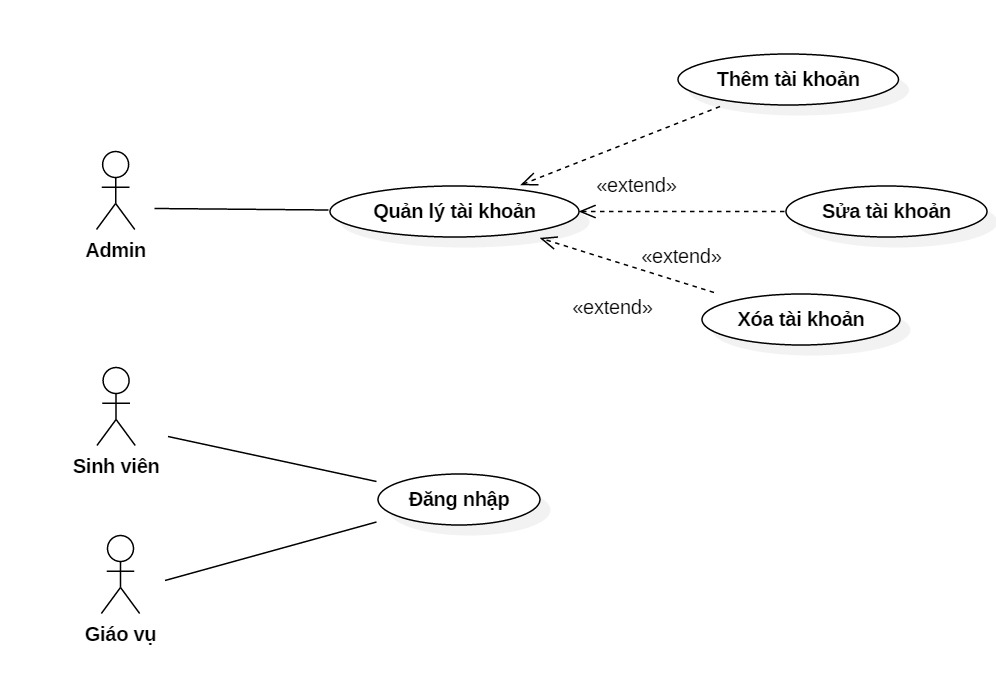 Thêm tài khoản
«extend»
Quản lý tài khoản
Sửa tài khoản
Admin
«extend»
«extend»
Xóa tài khoản
Sinh viên
Đăng nhập
Giáo vụ